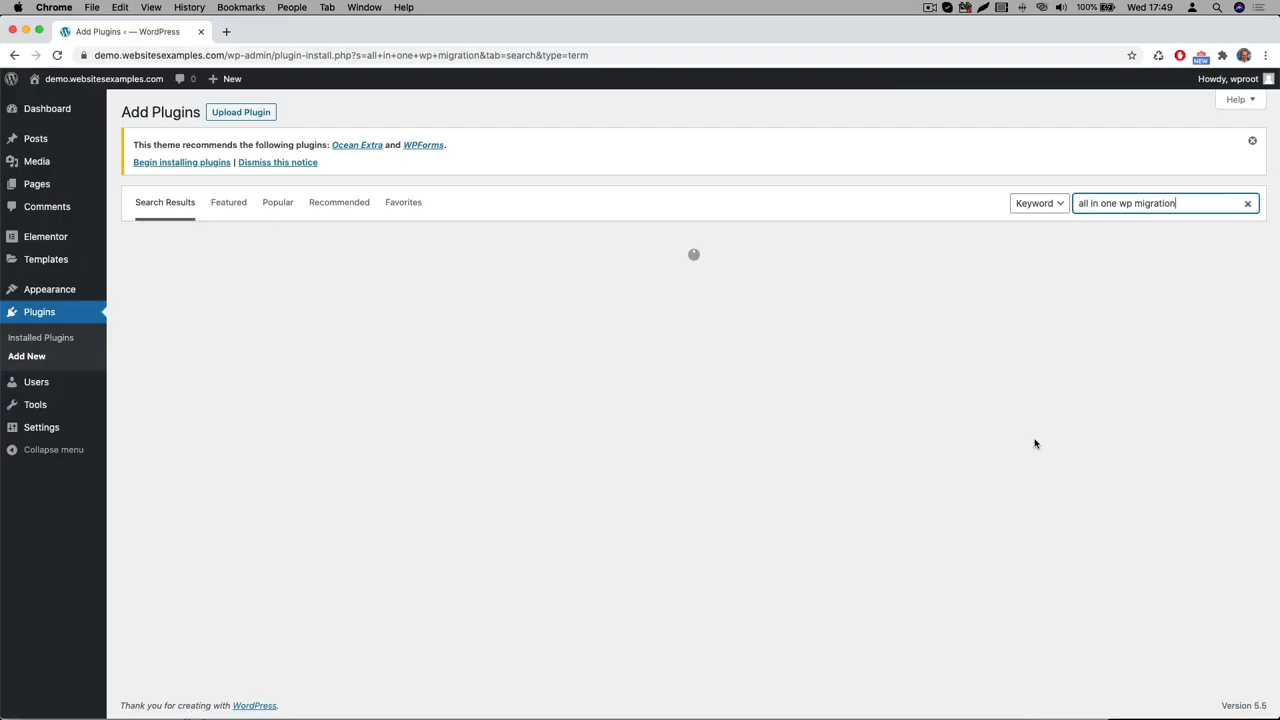 Chrome File Edit View History Bookmarks People Tab Window Help 100% Wed 17:49
Add Plugins ‹ — WordPress
demo.websitesexamples.com/wp-admin/plugin-install.php?s=all+in+one+wp+migration&tab=search&type=term
NEW
demo.websitesexamples.com 0 New Howdy, wproot
Dashboard
Posts
Media
Pages
Comments
Elementor
Templates
Appearance
Plugins
Installed Plugins
Add New
Users
Tools
Settings
Collapse menu
Help
Add Plugins Upload Plugin
This theme recommends the following plugins: Ocean Extra and WPForms.
Begin installing plugins | Dismiss this notice
Search Results Featured Popular Recommended Favorites Keyword all in one wp migration
Thank you for creating with WordPress. Version 5.5